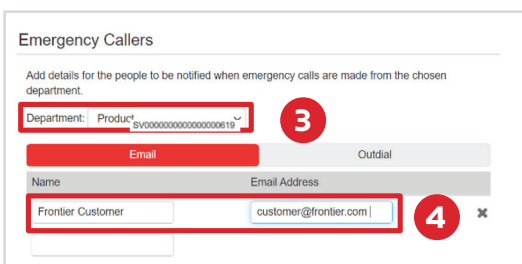 Emergency Callers
Add details for the people to be notified when emergency calls are made from the chosen
department.
Department: Product
SV0000000000000000619
3
Email Outdial
Name Email Address
Frontier Customer customer@frontier.com
4